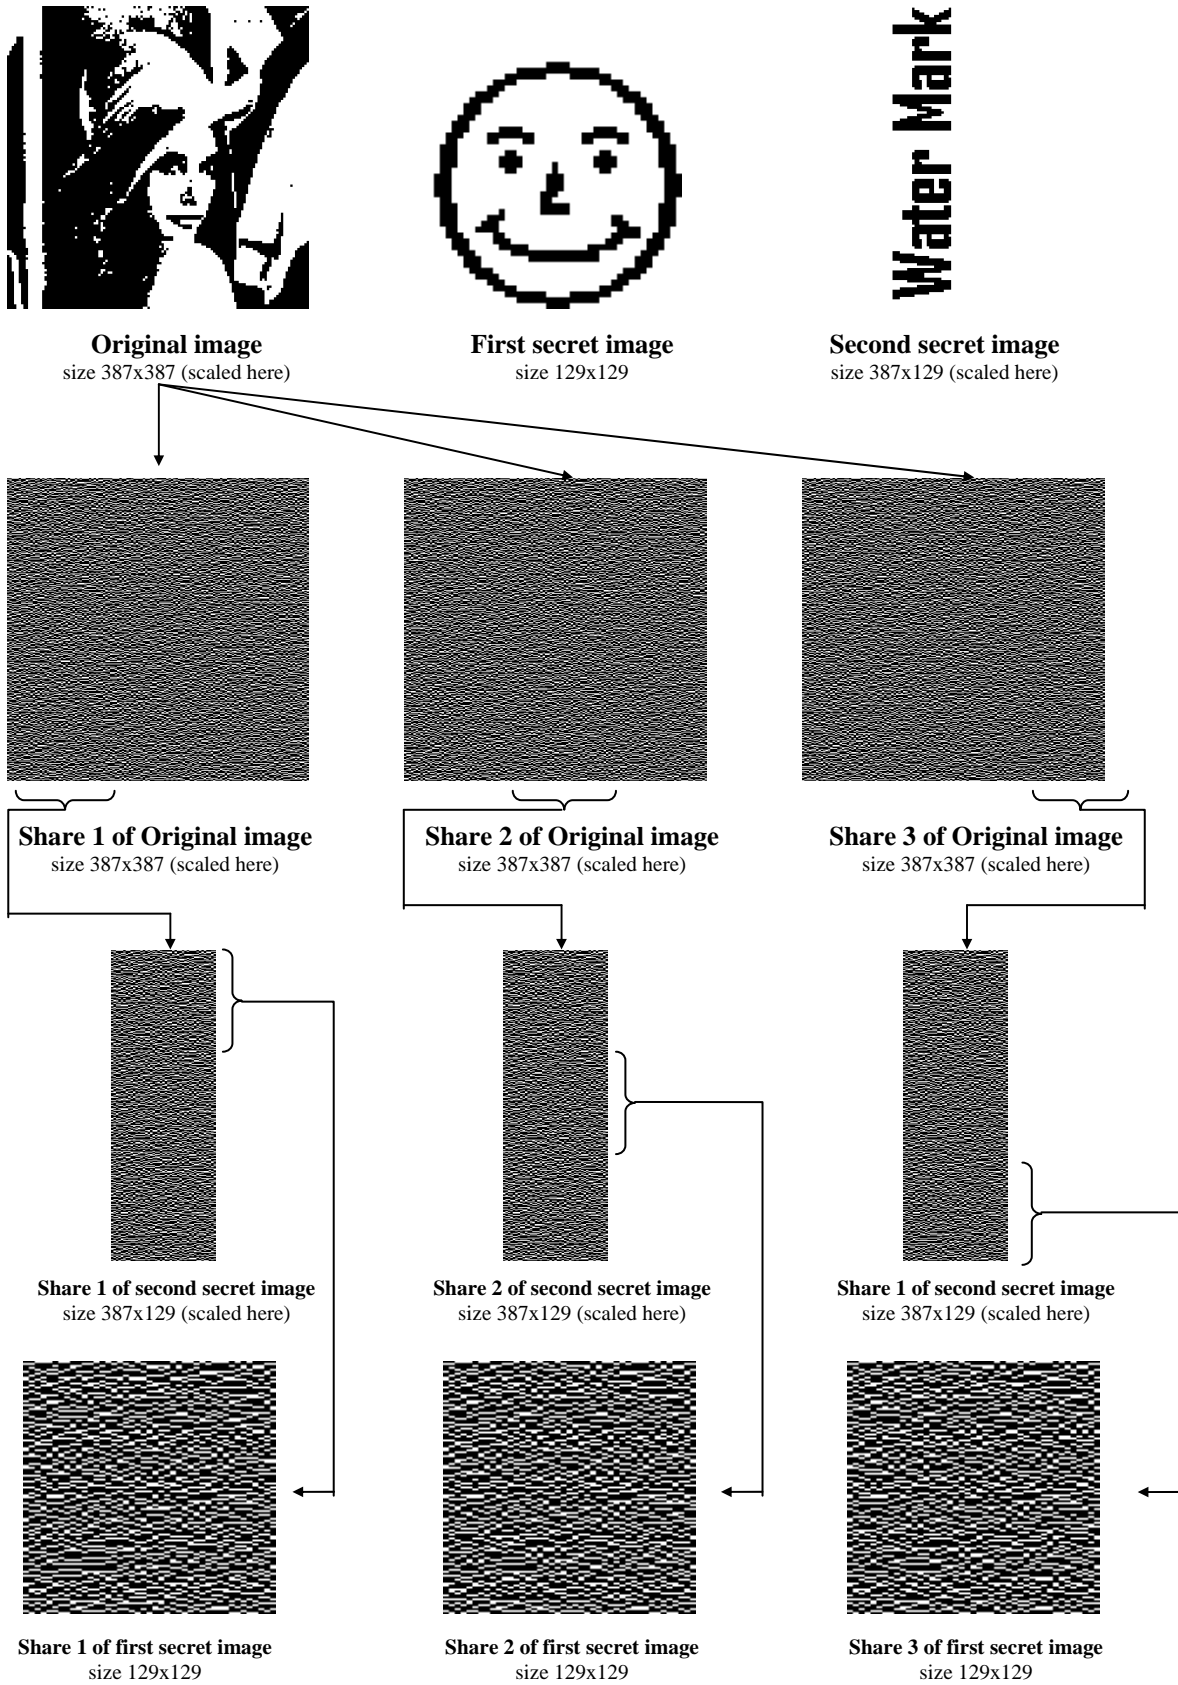 Water Mark
Original image
size 387x387 (scaled here)
First secret image
size 129x129
Second secret image
size 387x129 (scaled here)
Share 1 of Original image
size 387x387 (scaled here)
Share 2 of Original image
size 387x387 (scaled here)
Share 3 of Original image
size 387x387 (scaled here)
Share 1 of second secret image
size 387x129 (scaled here)
Share 2 of second secret image
size 387x129 (scaled here)
Share 1 of second secret image
size 387x129 (scaled here)
Share 1 of first secret image
size 129x129
Share 2 of first secret image
size 129x129
Share 3 of first secret image
size 129x129